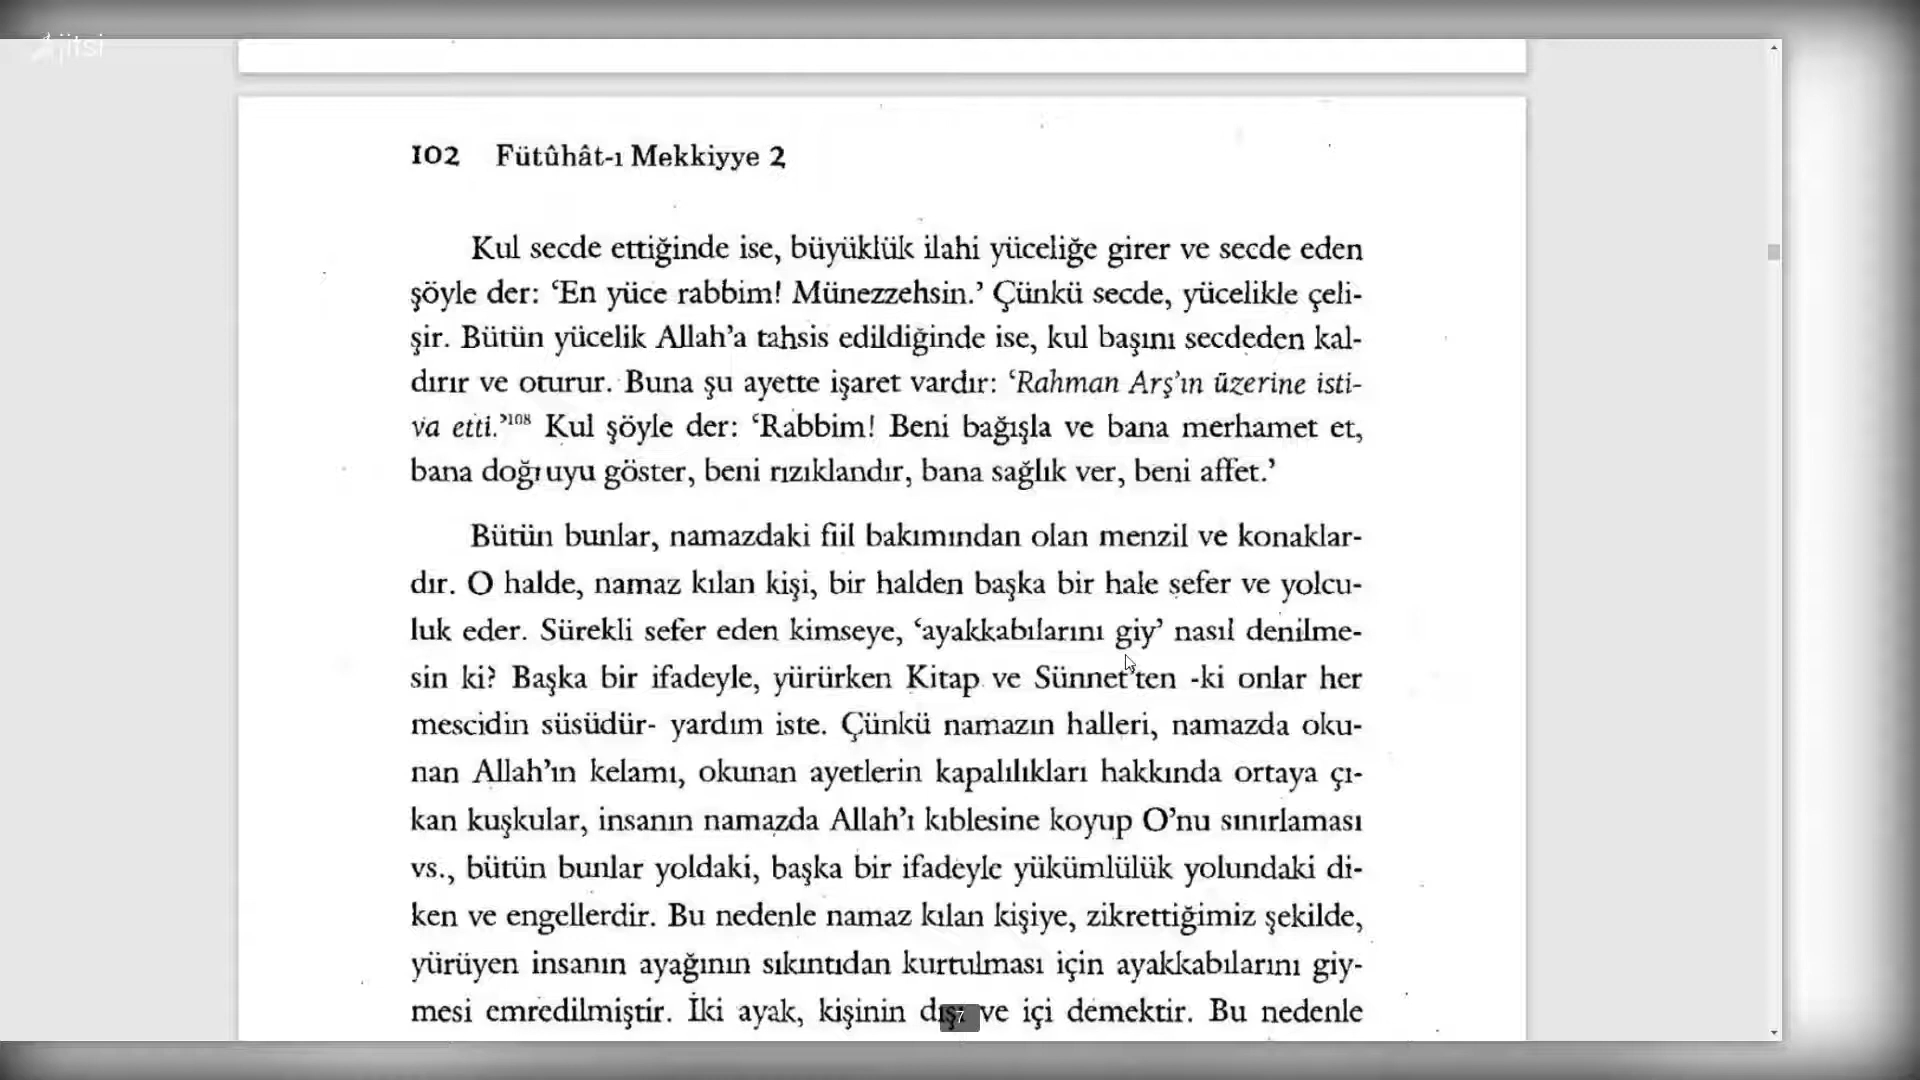 jitsi
102 Fütûhât-ı Mekkiyye 2
Kul secde ettiğinde ise, büyüklük ilahi yüceliğe girer ve secde eden
şöyle der: ‘En yüce rabbim! Münezzehsin.’ Çünkü secde, yücelikle çeli-
şir. Bütün yücelik Allah’a tahsis edildiğinde ise, kul başını secdeden kal-
dırır ve oturur. Buna şu ayette işaret vardır: ‘Rahman Arş’ın üzerine isti-
va etti.’108 Kul şöyle der: ‘Rabbim! Beni bağışla ve bana merhamet et,
bana doğruyu göster, beni rızıklandır, bana sağlık ver, beni affet.’
Bütün bunlar, namazdaki fiil bakımından olan menzil ve konaklar-
dır. O halde, namaz kılan kişi, bir halden başka bir hale sefer ve yolcu-
luk eder. Sürekli sefer eden kimseye, ‘ayakkabılarını giy’ nasıl denilme-
sin ki? Başka bir ifadeyle, yürürken Kitap ve Sünnet’ten -ki onlar her
mescidin süsüdür- yardım iste. Çünkü namazın halleri, namazda oku-
nan Allah’ın kelamı, okunan ayetlerin kapalılıkları hakkında ortaya çı-
kan kuşkular, insanın namazda Allah’ı kıblesine koyup O’nu sınırlaması
vs., bütün bunlar yoldaki, başka bir ifadeyle yükümlülük yolundaki di-
ken ve engellerdir. Bu nedenle namaz kılan kişiye, zikrettiğimiz şekilde,
yürüyen insanın ayağının sıkıntıdan kurtulması için ayakkabılarını giy-
mesi emredilmiştir. İki ayak, kişinin dışı ve içi demektir. Bu nedenle
7